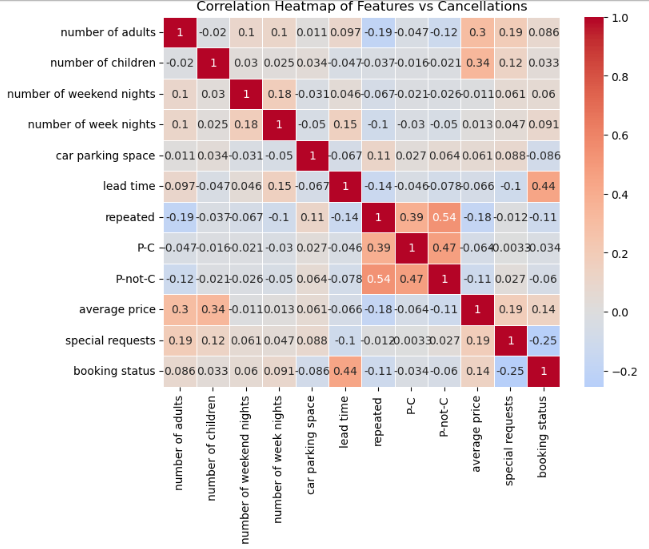 Correlation Heatmap of Features vs Cancellations
number of adults 1 -0.02 0.1 0.1 0.011 0.097 -0.19 -0.047 -0.12 0.3 0.19 0.086
number of children -0.02 1 0.03 0.025 0.034 -0.047 -0.037 -0.016 -0.021 0.34 0.12 0.033
number of weekend nights 0.1 0.03 1 0.18 -0.031 0.046 -0.067 -0.021 -0.026 -0.011 0.061 0.06
number of week nights 0.1 0.025 0.18 1 -0.05 0.15 -0.1 -0.03 -0.05 0.013 0.047 0.091
car parking space 0.011 0.034 -0.031 -0.05 1 -0.067 0.11 0.027 0.064 0.061 0.088 -0.086
lead time 0.097 -0.047 0.046 0.15 -0.067 1 -0.14 -0.046 -0.078 -0.066 -0.1 0.44
repeated -0.19 -0.037 -0.067 -0.1 0.11 -0.14 1 0.39 0.54 -0.18 -0.012 -0.11
P-C -0.047 -0.016 -0.021 -0.03 0.027 -0.046 0.39 1 0.47 -0.064 0.0033 -0.034
P-not-C -0.12 -0.021 -0.026 -0.05 0.064 -0.078 0.54 0.47 1 -0.11 0.027 -0.06
average price 0.3 0.34 -0.011 0.013 0.061 -0.066 -0.18 -0.064 -0.11 1 0.19 0.14
special requests 0.19 0.12 0.061 0.047 0.088 -0.1 -0.012 0.0033 0.027 0.19 1 -0.25
booking status 0.086 0.033 0.06 0.091 -0.086 0.44 -0.11 -0.034 -0.06 0.14 -0.25 1
number of adults
number of children
number of weekend nights
number of week nights
car parking space
lead time
repeated
P-C
P-not-C
average price
special requests
booking status
1.0
0.8
0.6
0.4
0.2
0.0
−0.2